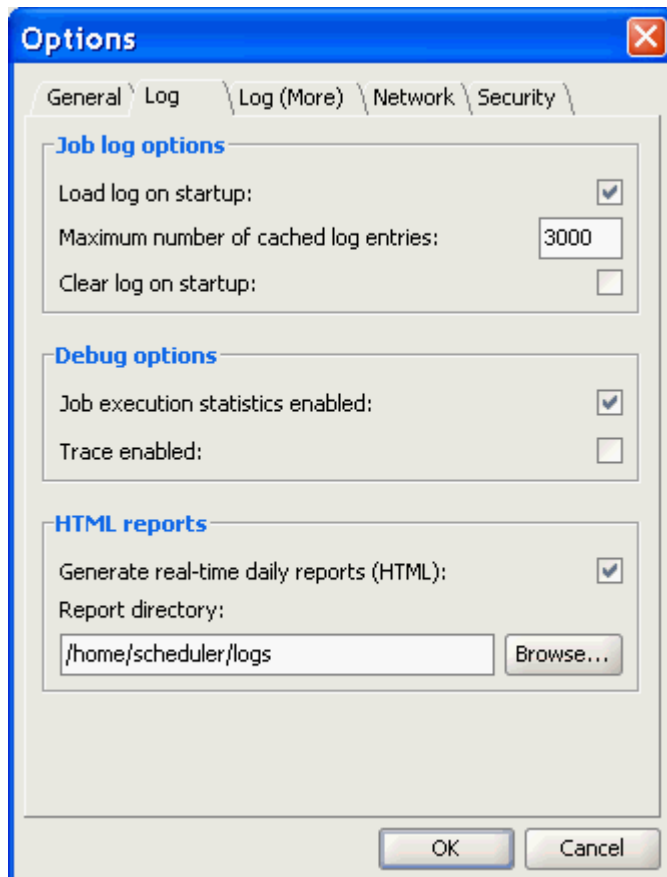 Options
General Log Log (More) Network Security
Job log options
Load log on startup:
Maximum number of cached log entries: 3000
Clear log on startup:
Debug options
Job execution statistics enabled:
Trace enabled:
HTML reports
Generate real-time daily reports (HTML):
Report directory:
/home/scheduler/logs Browse...
OK Cancel